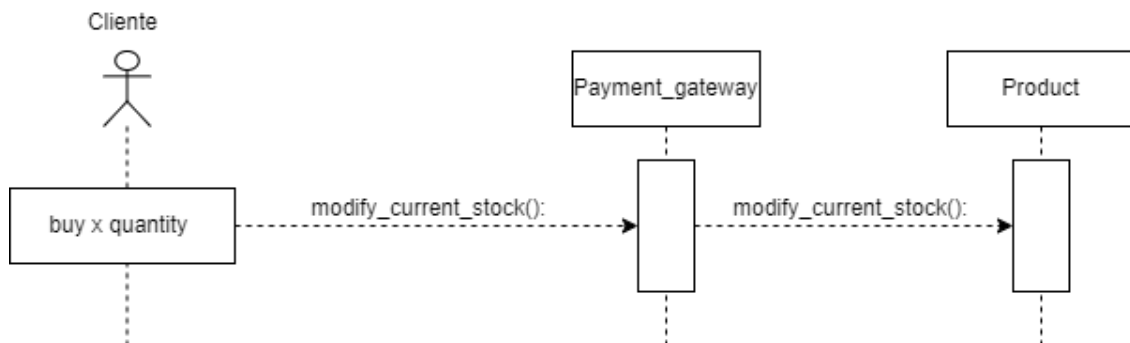 Cliente
Payment_gateway
Product
buy x quantity
modify_current_stock():
modify_current_stock():